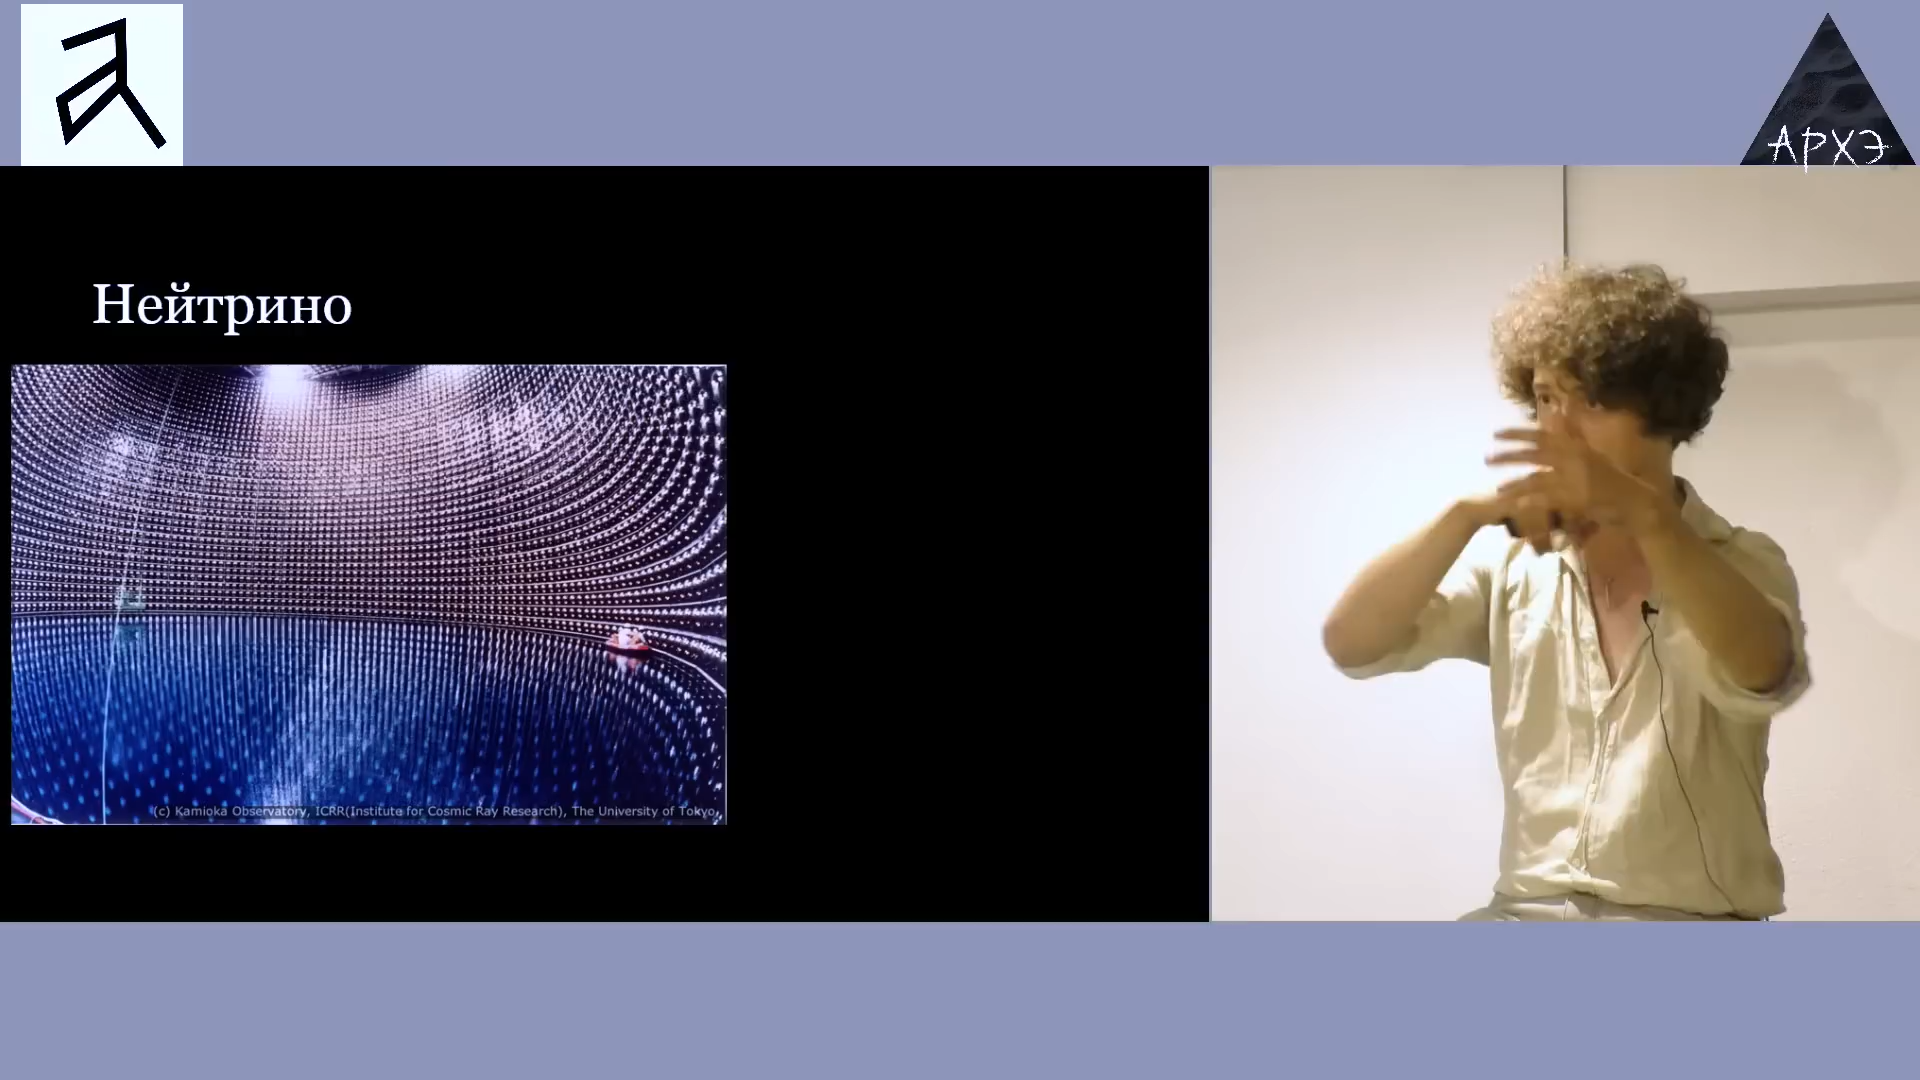 АРХЭ
Нейтрино
(c) Kamioka Observatory, ICRR(Institute for Cosmic Ray Research), The University of Tokyo